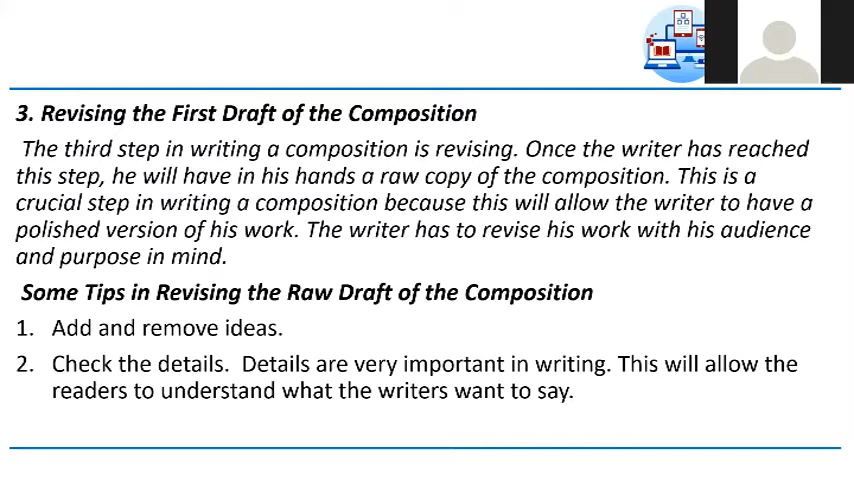 3. Revising the First Draft of the Composition
The third step in writing a composition is revising. Once the writer has reached
this step, he will have in his hands a raw copy of the composition. This is a
crucial step in writing a composition because this will allow the writer to have a
polished version of his work. The writer has to revise his work with his audience
and purpose in mind.
Some Tips in Revising the Raw Draft of the Composition
1. Add and remove ideas.
2. Check the details. Details are very important in writing. This will allow the
readers to understand what the writers want to say.